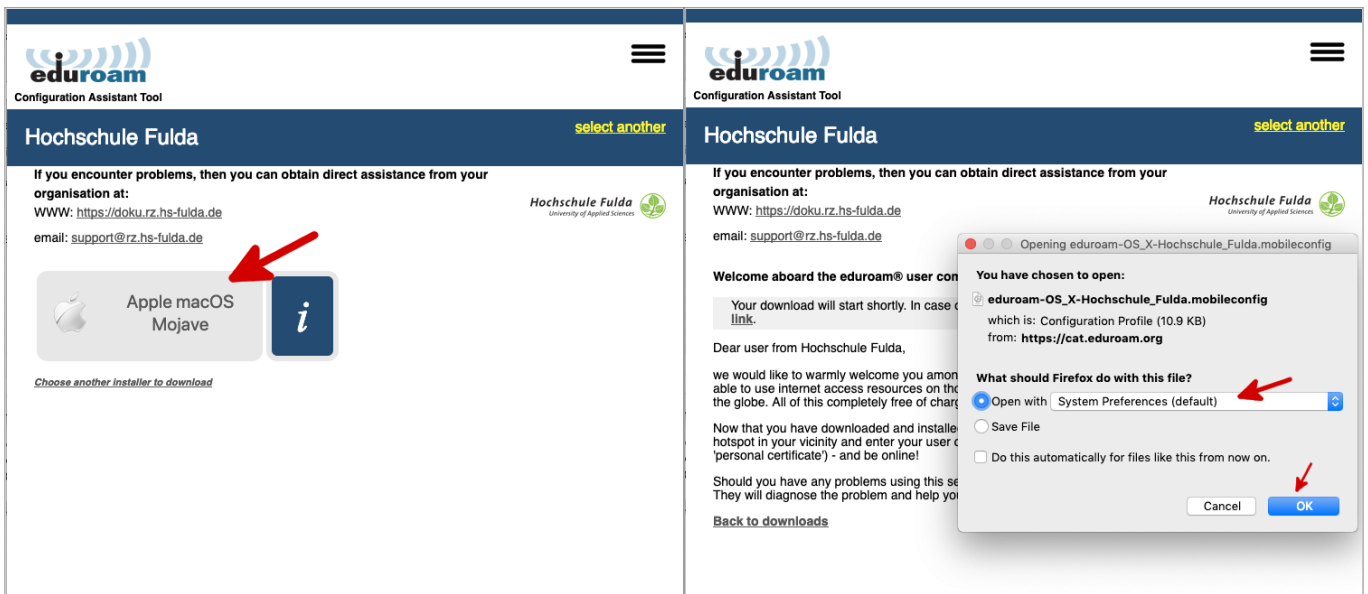 eduroam
Configuration Assistant Tool
Hochschule Fulda
select another
If you encounter problems, then you can obtain direct assistance from your
organisation at:
WWW: https://doku.rz.hs-fulda.de
email: support@rz.hs-fulda.de
Hochschule Fulda
University of Applied Sciences
Apple macOS
Mojave
i
Choose another installer to download
eduroam
Configuration Assistant Tool
Hochschule Fulda
select another
If you encounter problems, then you can obtain direct assistance from your
organisation at:
WWW: https://doku.rz.hs-fulda.de
email: support@rz.hs-fulda.de
Hochschule Fulda
University of Applied Sciences
Welcome aboard the eduroam® user com
Your download will start shortly. In case
link.
Dear user from Hochschule Fulda,
we would like to warmly welcome you amon
able to use internet access resources on
the globe. All of this completely free of char
Now that you have downloaded and installe
hotspot in your vicinity and enter your user
'personal certificate') - and be online!
Should you have any problems using this se
They will diagnose the problem and help
Back to downloads
Opening eduroam-OS_X-Hochschule_Fulda.mobileconfig
You have chosen to open:
eduroam-OS_X-Hochschule_Fulda.mobileconfig
which is: Configuration Profile (10.9 KB)
from: https://cat.eduroam.org
What should Firefox do with this file?
Open with System Preferences (default)
Save File
Do this automatically for files like this from now on.
Cancel
OK